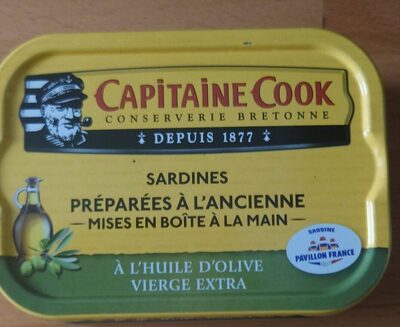 CAPITAINE COOK
CONSERVERIE BRETONNE
DEPUIS 1877
SARDINES
PRÉPARÉES À L'ANCIENNE
MISES EN BOÎTE À LA MAIN
SARDINE
PAVILLON FRANCE
À L'HUILE D'OLIVE
VIERGE EXTRA